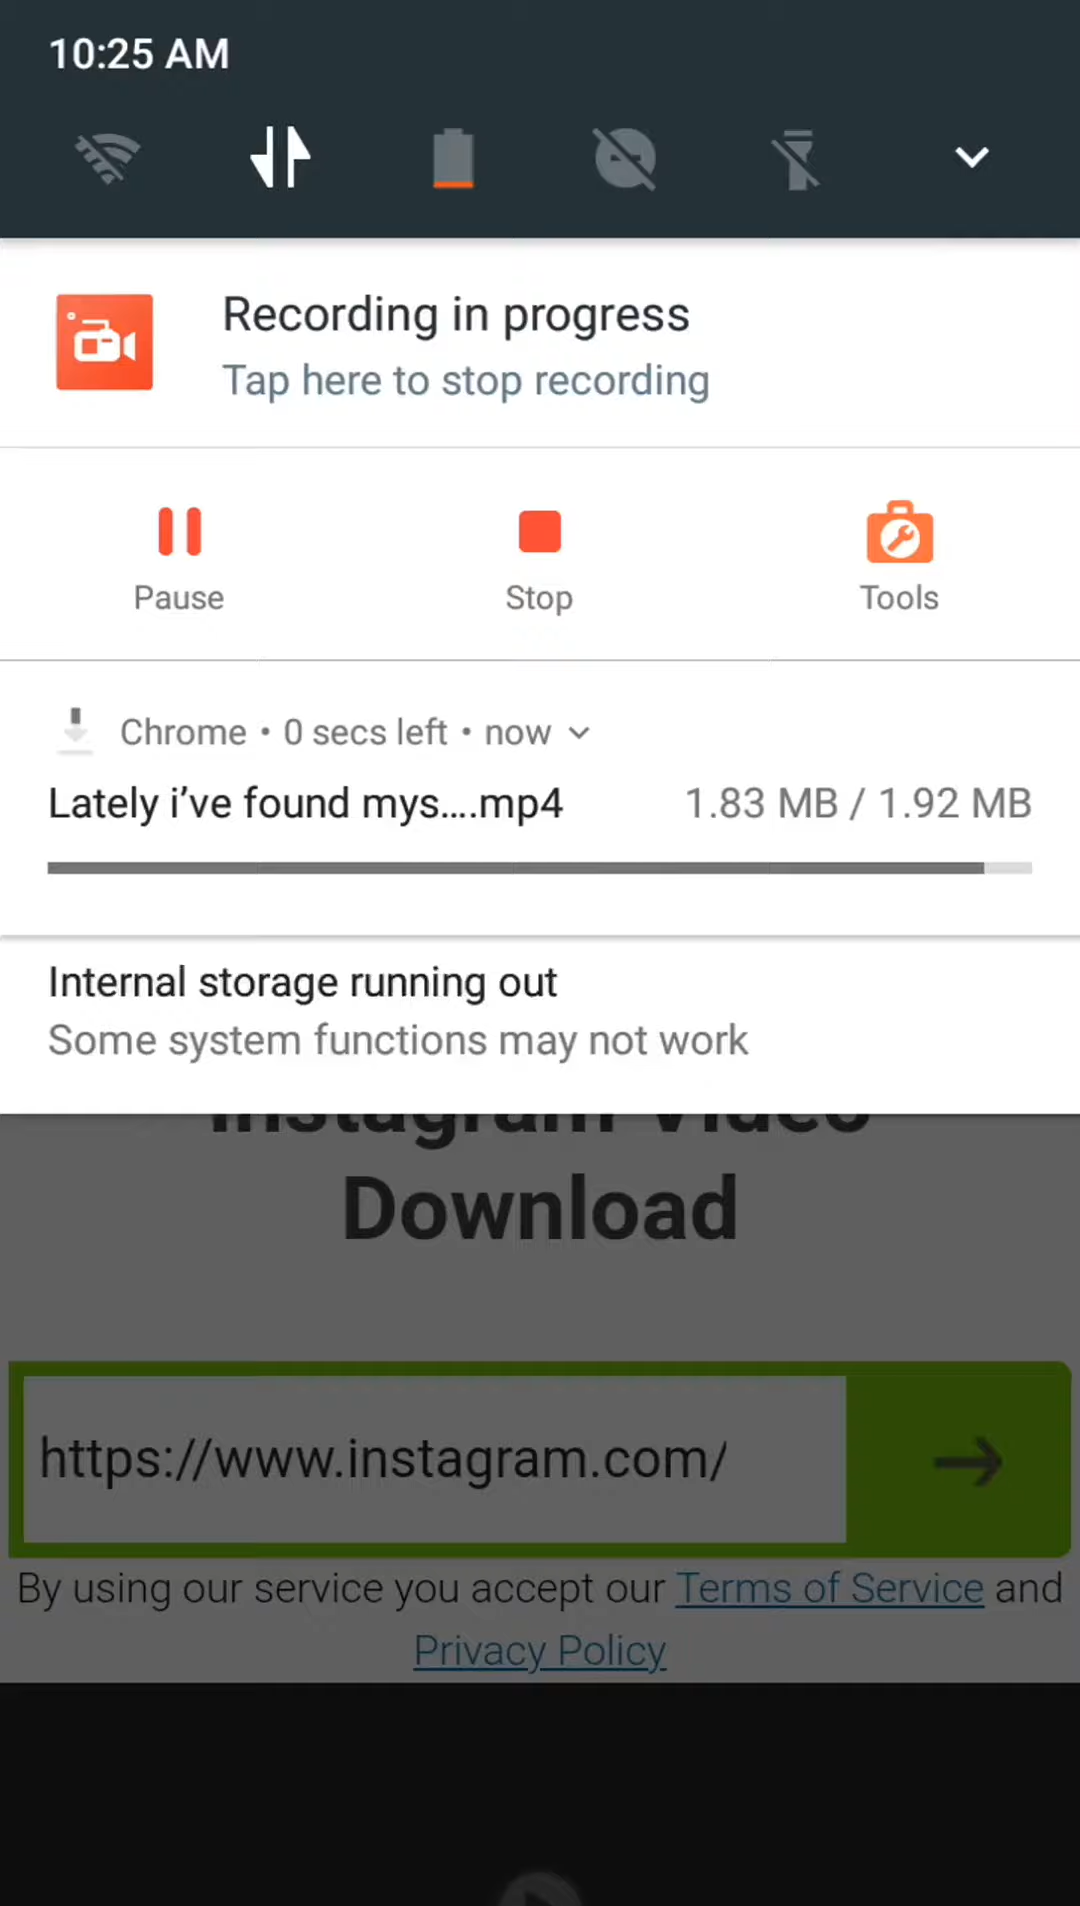 10:25 AM
Recording in progress
Tap here to stop recording
Pause
Stop
Tools
Chrome • 0 secs left • now
Lately i’ve found mys....mp4
1.83 MB / 1.92 MB
Internal storage running out
Some system functions may not work
Instagram Video
Download
https://www.instagram.com/
By using our service you accept our Terms of Service and
Privacy Policy